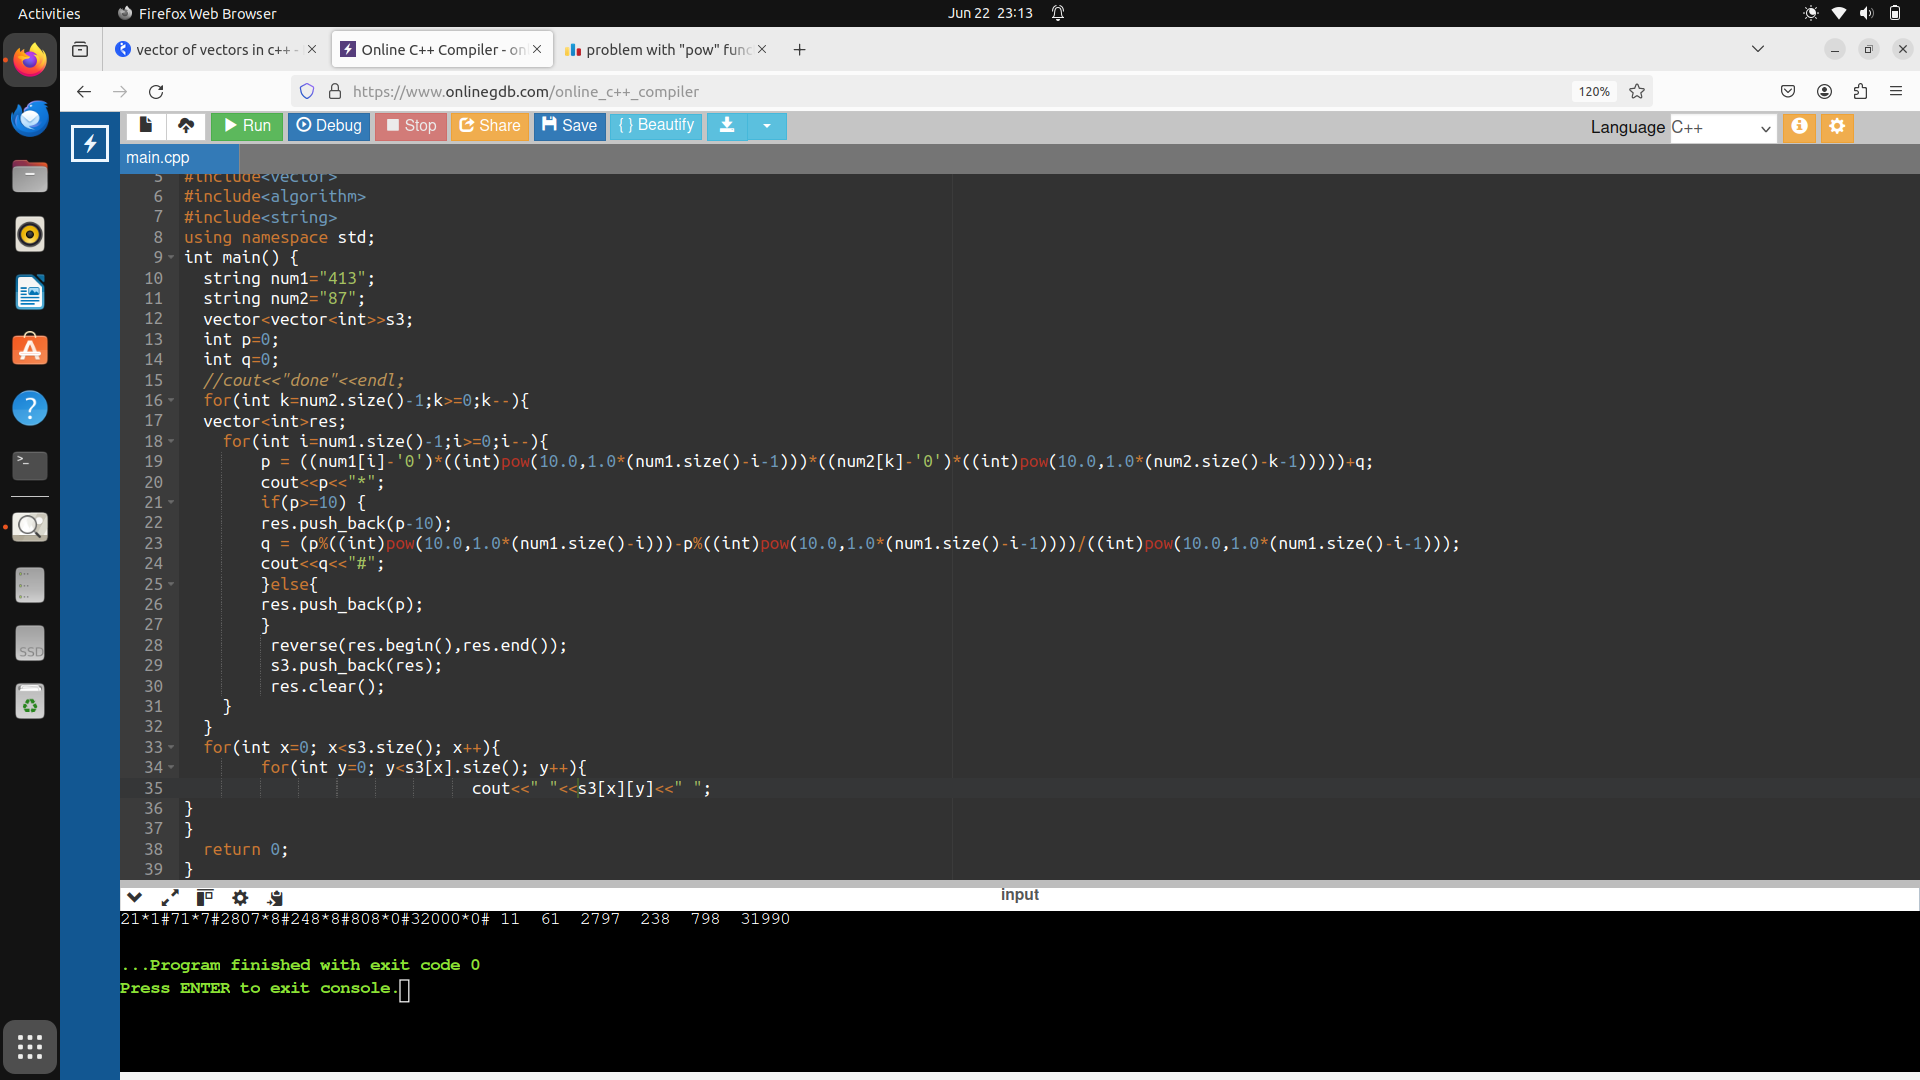 Activities
Firefox Web Browser
Jun 22 23:13
vector of vectors in c++ -
Online C++ Compiler - on
problem with "pow" func
https://www.onlinegdb.com/online_c++_compiler
120%
Run
Debug
Stop
Share
Save
{ } Beautify
Language
C++
main.cpp
5 #include<vector>
6 #include<algorithm>
7 #include<string>
8 using namespace std;
9 int main() {
10 string num1="413";
11 string num2="87";
12 vector<vector<int>>s3;
13 int p=0;
14 int q=0;
15 //cout<<"done"<<endl;
16 for(int k=num2.size()-1;k>=0;k--){
17 vector<int>res;
18 for(int i=num1.size()-1;i>=0;i--){
19 p = ((num1[i]-'0')*((int)pow(10.0,1.0*(num1.size()-i-1)))*((num2[k]-'0')*((int)pow(10.0,1.0*(num2.size()-k-1)))))+q;
20 cout<<p<<"*";
21 if(p>=10) {
22 res.push_back(p-10);
23 q = (p%((int)pow(10.0,1.0*(num1.size()-i)))-p%((int)pow(10.0,1.0*(num1.size()-i-1))))/((int)pow(10.0,1.0*(num1.size()-i-1)));
24 cout<<q<<"#";
25 }else{
26 res.push_back(p);
27 }
28 reverse(res.begin(),res.end());
29 s3.push_back(res);
30 res.clear();
31 }
32 }
33 for(int x=0; x<s3.size(); x++){
34 for(int y=0; y<s3[x].size(); y++){
35 cout<<" "<<s3[x][y]<<" ";
36 }
37 }
38 return 0;
39 }
input
21*1#71*7#2807*8#248*8#808*0#32000*0# 11 61 2797 238 798 31990
...Program finished with exit code 0
Press ENTER to exit console.
SSD